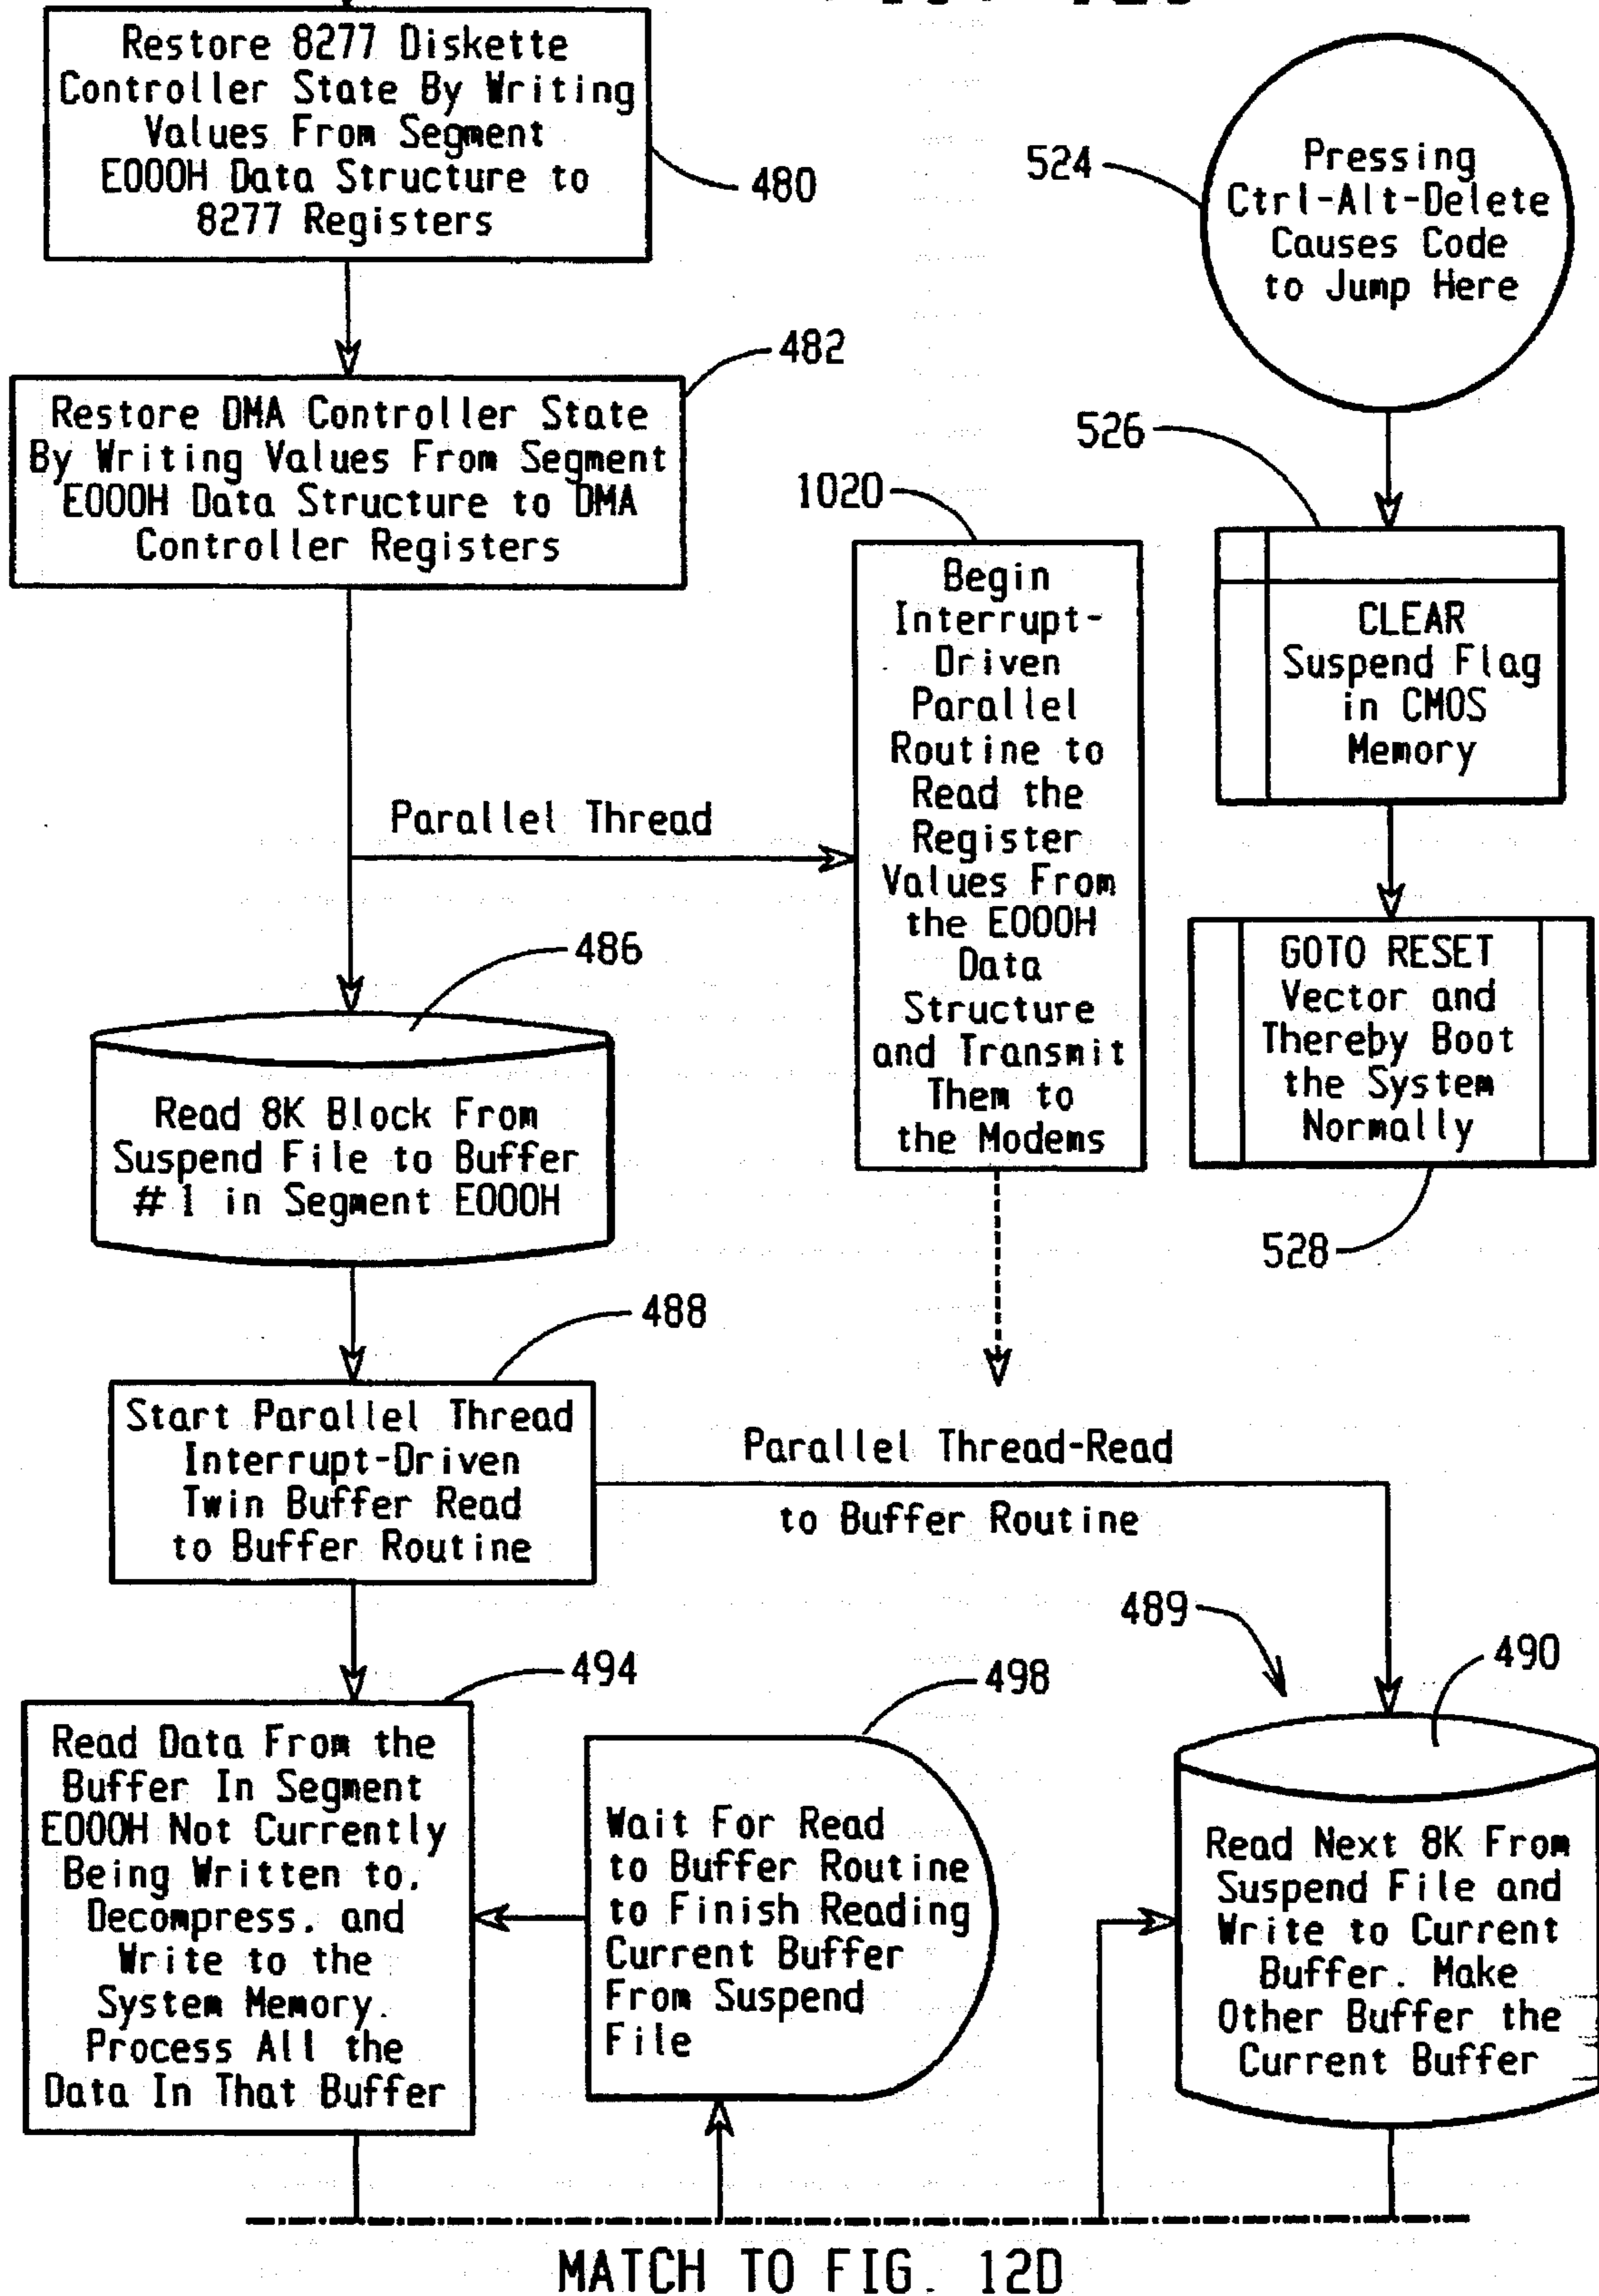 Restore 8277 Diskette
Controller State By Writing
Values From Segment
E000H Data Structure to
8277 Registers
480
Restore DMA Controller State
By Writing Values From Segment
E000H Data Structure to DMA
Controller Registers
482
Parallel Thread
1020
Begin
Interrupt-
Driven
Parallel
Routine to
Read the
Register
Values From
the E000H
Data
Structure
and Transmit
Them to
the Modems
524
Pressing
Ctrl-Alt-Delete
Causes Code
to Jump Here
526
CLEAR
Suspend Flag
in CMOS
Memory
GOTO RESET
Vector and
Thereby Boot
the System
Normally
528
486
Read 8K Block From
Suspend File to Buffer
#1 in Segment E000H
488
Start Parallel Thread
Interrupt-Driven
Twin Buffer Read
to Buffer Routine
Parallel Thread-Read
to Buffer Routine
494
Read Data From the
Buffer In Segment
E000H Not Currently
Being Written to,
Decompress, and
Write to the
System Memory.
Process All the
Data In That Buffer
498
Wait For Read
to Buffer Routine
to Finish Reading
Current Buffer
From Suspend
File
489
490
Read Next 8K From
Suspend File and
Write to Current
Buffer. Make
Other Buffer the
Current Buffer
MATCH TO FIG. 12D